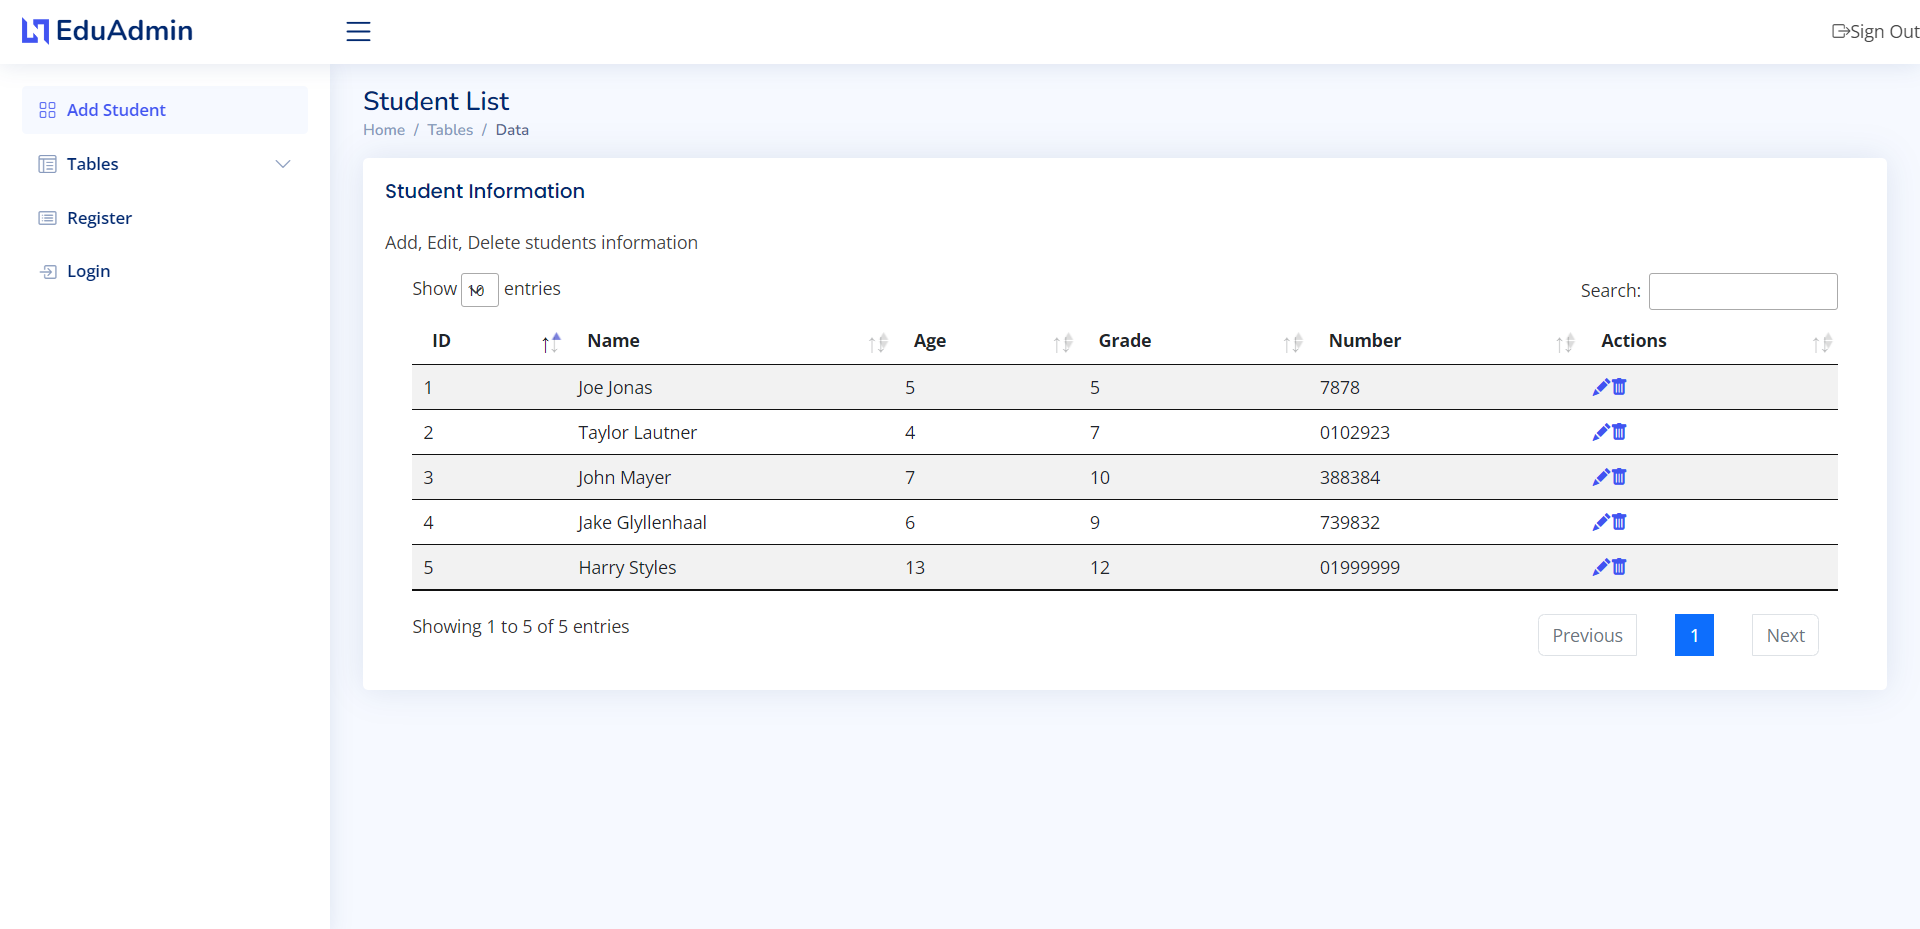 EduAdmin
Sign Out
Add Student
Tables
Register
Login
Student List
Home / Tables / Data
Student Information
Add, Edit, Delete students information
Show 10 entries
Search:
ID Name Age Grade Number Actions
1 Joe Jonas 5 5 7878
2 Taylor Lautner 4 7 0102923
3 John Mayer 7 10 388384
4 Jake Glyllenhaal 6 9 739832
5 Harry Styles 13 12 01999999
Showing 1 to 5 of 5 entries
Previous 1 Next